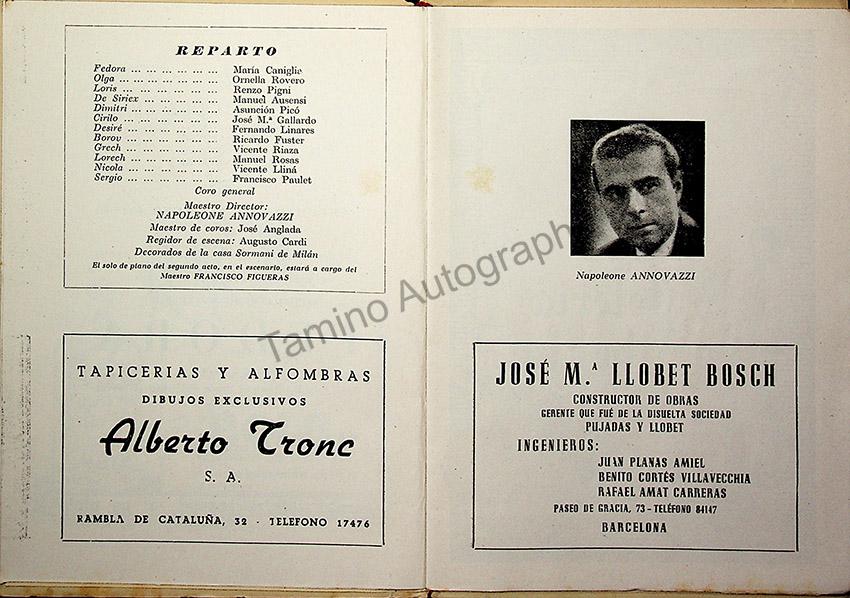 REPARTO
Fedora ... ... ... ... ... ... María Caniglia
Olga ... ... ... ... ... ... ... Ornella Rovero
Loris ... ... ... ... ... ... ... Renzo Pigni
De Siriex ... ... ... ... ... Manuel Ausensi
Dimitri ... ... ... ... ... ... Asunción Picó
Cirilo ... ... ... ... ... ... ... José M.ª Gallardo
Desiré ... ... ... ... ... ... Fernando Linares
Borov ... ... ... ... ... ... ... Ricardo Fuster
Grech ... ... ... ... ... ... ... Vicente Riaza
Lorech ... ... ... ... ... ... Manuel Rosas
Nicola ... ... ... ... ... ... Vicente Lliná
Sergio ... ... ... ... ... ... Francisco Paulet
Coro general
Maestro Director:
NAPOLEONE ANNOVAZZI
Maestro de coros: José Anglada
Regidor de escena: Augusto Cardi
Decorados de la casa Sormani de Milán
El solo de piano del segundo acto, en el escenario, estará a cargo del
Maestro FRANCISCO FIGUERAS
TAPICERIAS Y ALFOMBRAS
DIBUJOS EXCLUSIVOS
Alberto Tronc
S. A.
RAMBLA DE CATALUÑA, 32 - TELEFONO 17476
Napoleone ANNOVAZZI
JOSÉ M.ª LLOBET BOSCH
CONSTRUCTOR DE OBRAS
GERENTE QUE FUÉ DE LA DISUELTA SOCIEDAD
PUJADAS Y LLOBET
INGENIEROS:
JUAN PLANAS AMIEL
BENITO CORTÉS VILLAVECCHIA
RAFAEL AMAT CARRERAS
PASEO DE GRACIA, 73 - TELÉFONO 84147
BARCELONA
Tamino Autograph